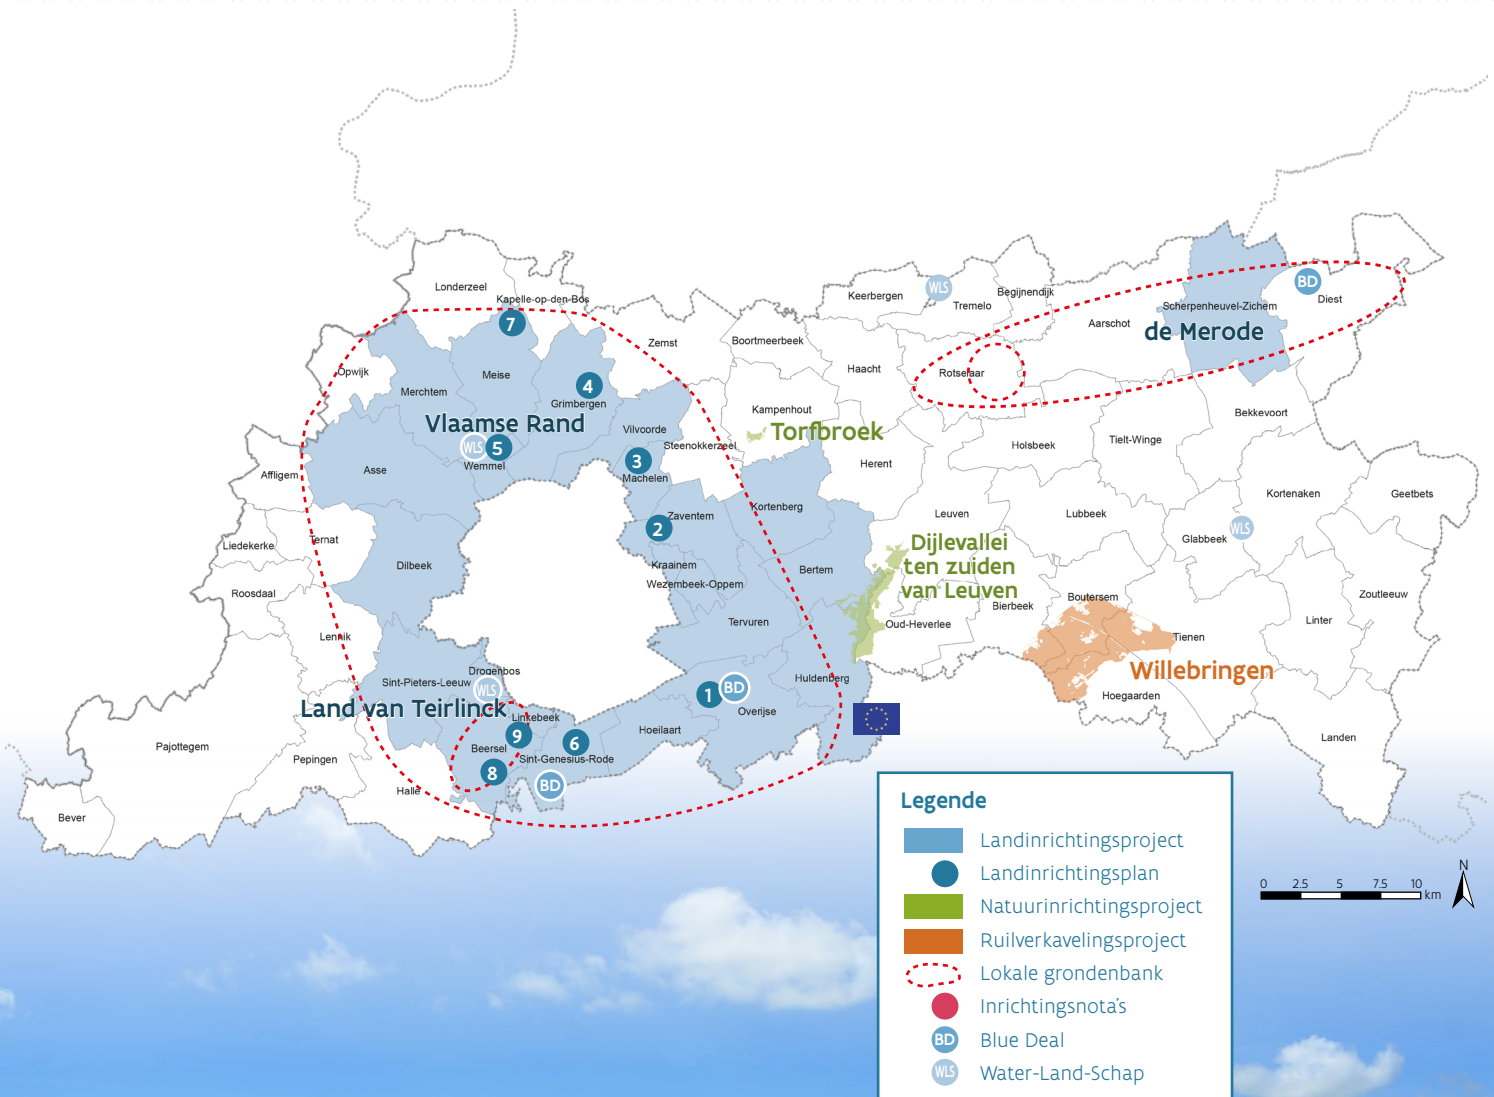 Londerzeel
Kapelle-op-den-Bos
7
Zemst
Opwijk
Meise
Merchtem
4
Grimbergen
Vlaamse Rand
Vilvoorde
WLS
5
Wemmel
3
Machelen
Steenokkerzeel
Asse
Affligem
Boortmeerbeek
Kampenhout
Torfbroek
Haacht
Herent
Keerbergen
WLS
Tremelo
Begijnendijk
Rotselaar
Aarschot
Scherpenheuvel-Zichem
de Merode
BD
Diest
Bekkevoort
Tielt-Winge
Holsbeek
Kortenaken
Geetbets
Leuven
Lubbeek
Glabbeek
WLS
Zaventem
2
Kortenberg
Kraainem
Wezembeek-Oppem
Bertem
Dijlevallei
ten zuiden
van Leuven
Bierbeek
Oud-Heverlee
Boutersem
Tienen
Willebringen
Hoegaarden
Linter
Zoutleeuw
Landen
Liedekerke
Ternat
Dilbeek
Roosdaal
Lennik
Tervuren
Huldenberg
1
BD
Overijse
Hoeilaart
Drogenbos
Sint-Pieters-Leeuw
WLS
Land van Teirlinck
Linkebeek
9
Beersel
6
Sint-Genesius-Rode
8
BD
Pajottegem
Pepingen
Halle
Bever
Legende
Landinrichtingsproject
Landinrichtingsplan
Natuurinrichtingsproject
Ruilverkavelingsproject
Lokale grondenbank
Inrichtingsnota's
BD Blue Deal
WLS Water-Land-Schap
N
0 2.5 5 7.5 10
km